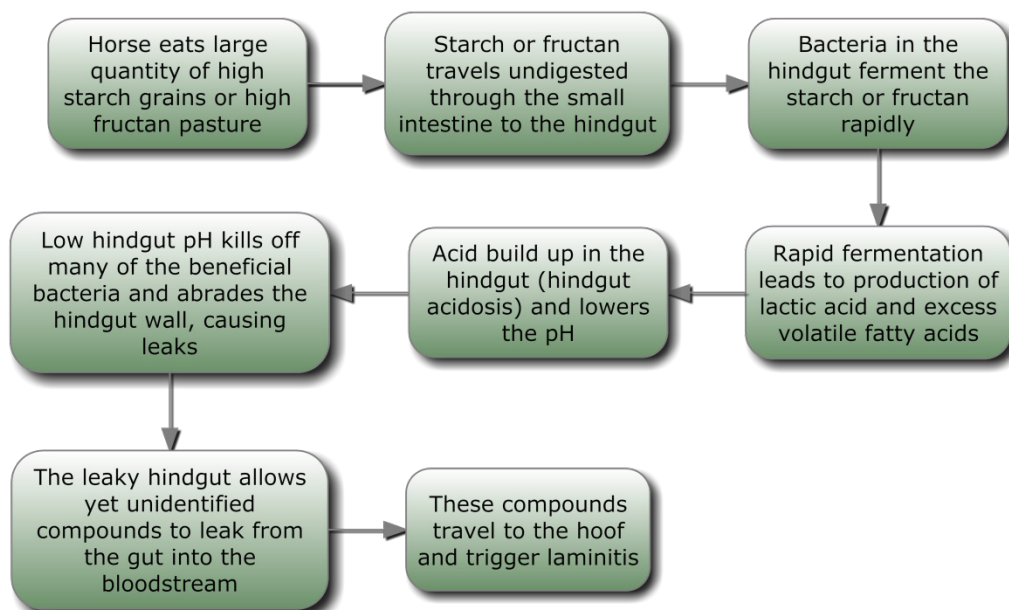 Horse eats large
quantity of high
starch grains or high
fructan pasture
Starch or fructan
travels undigested
through the small
intestine to the hindgut
Bacteria in the
hindgut ferment the
starch or fructan
rapidly
Rapid fermentation
leads to production of
lactic acid and excess
volatile fatty acids
Acid build up in the
hindgut (hindgut
acidosis) and lowers
the pH
Low hindgut pH kills off
many of the beneficial
bacteria and abrades the
hindgut wall, causing
leaks
The leaky hindgut allows
yet unidentified
compounds to leak from
the gut into the
bloodstream
These compounds
travel to the hoof
and trigger laminitis